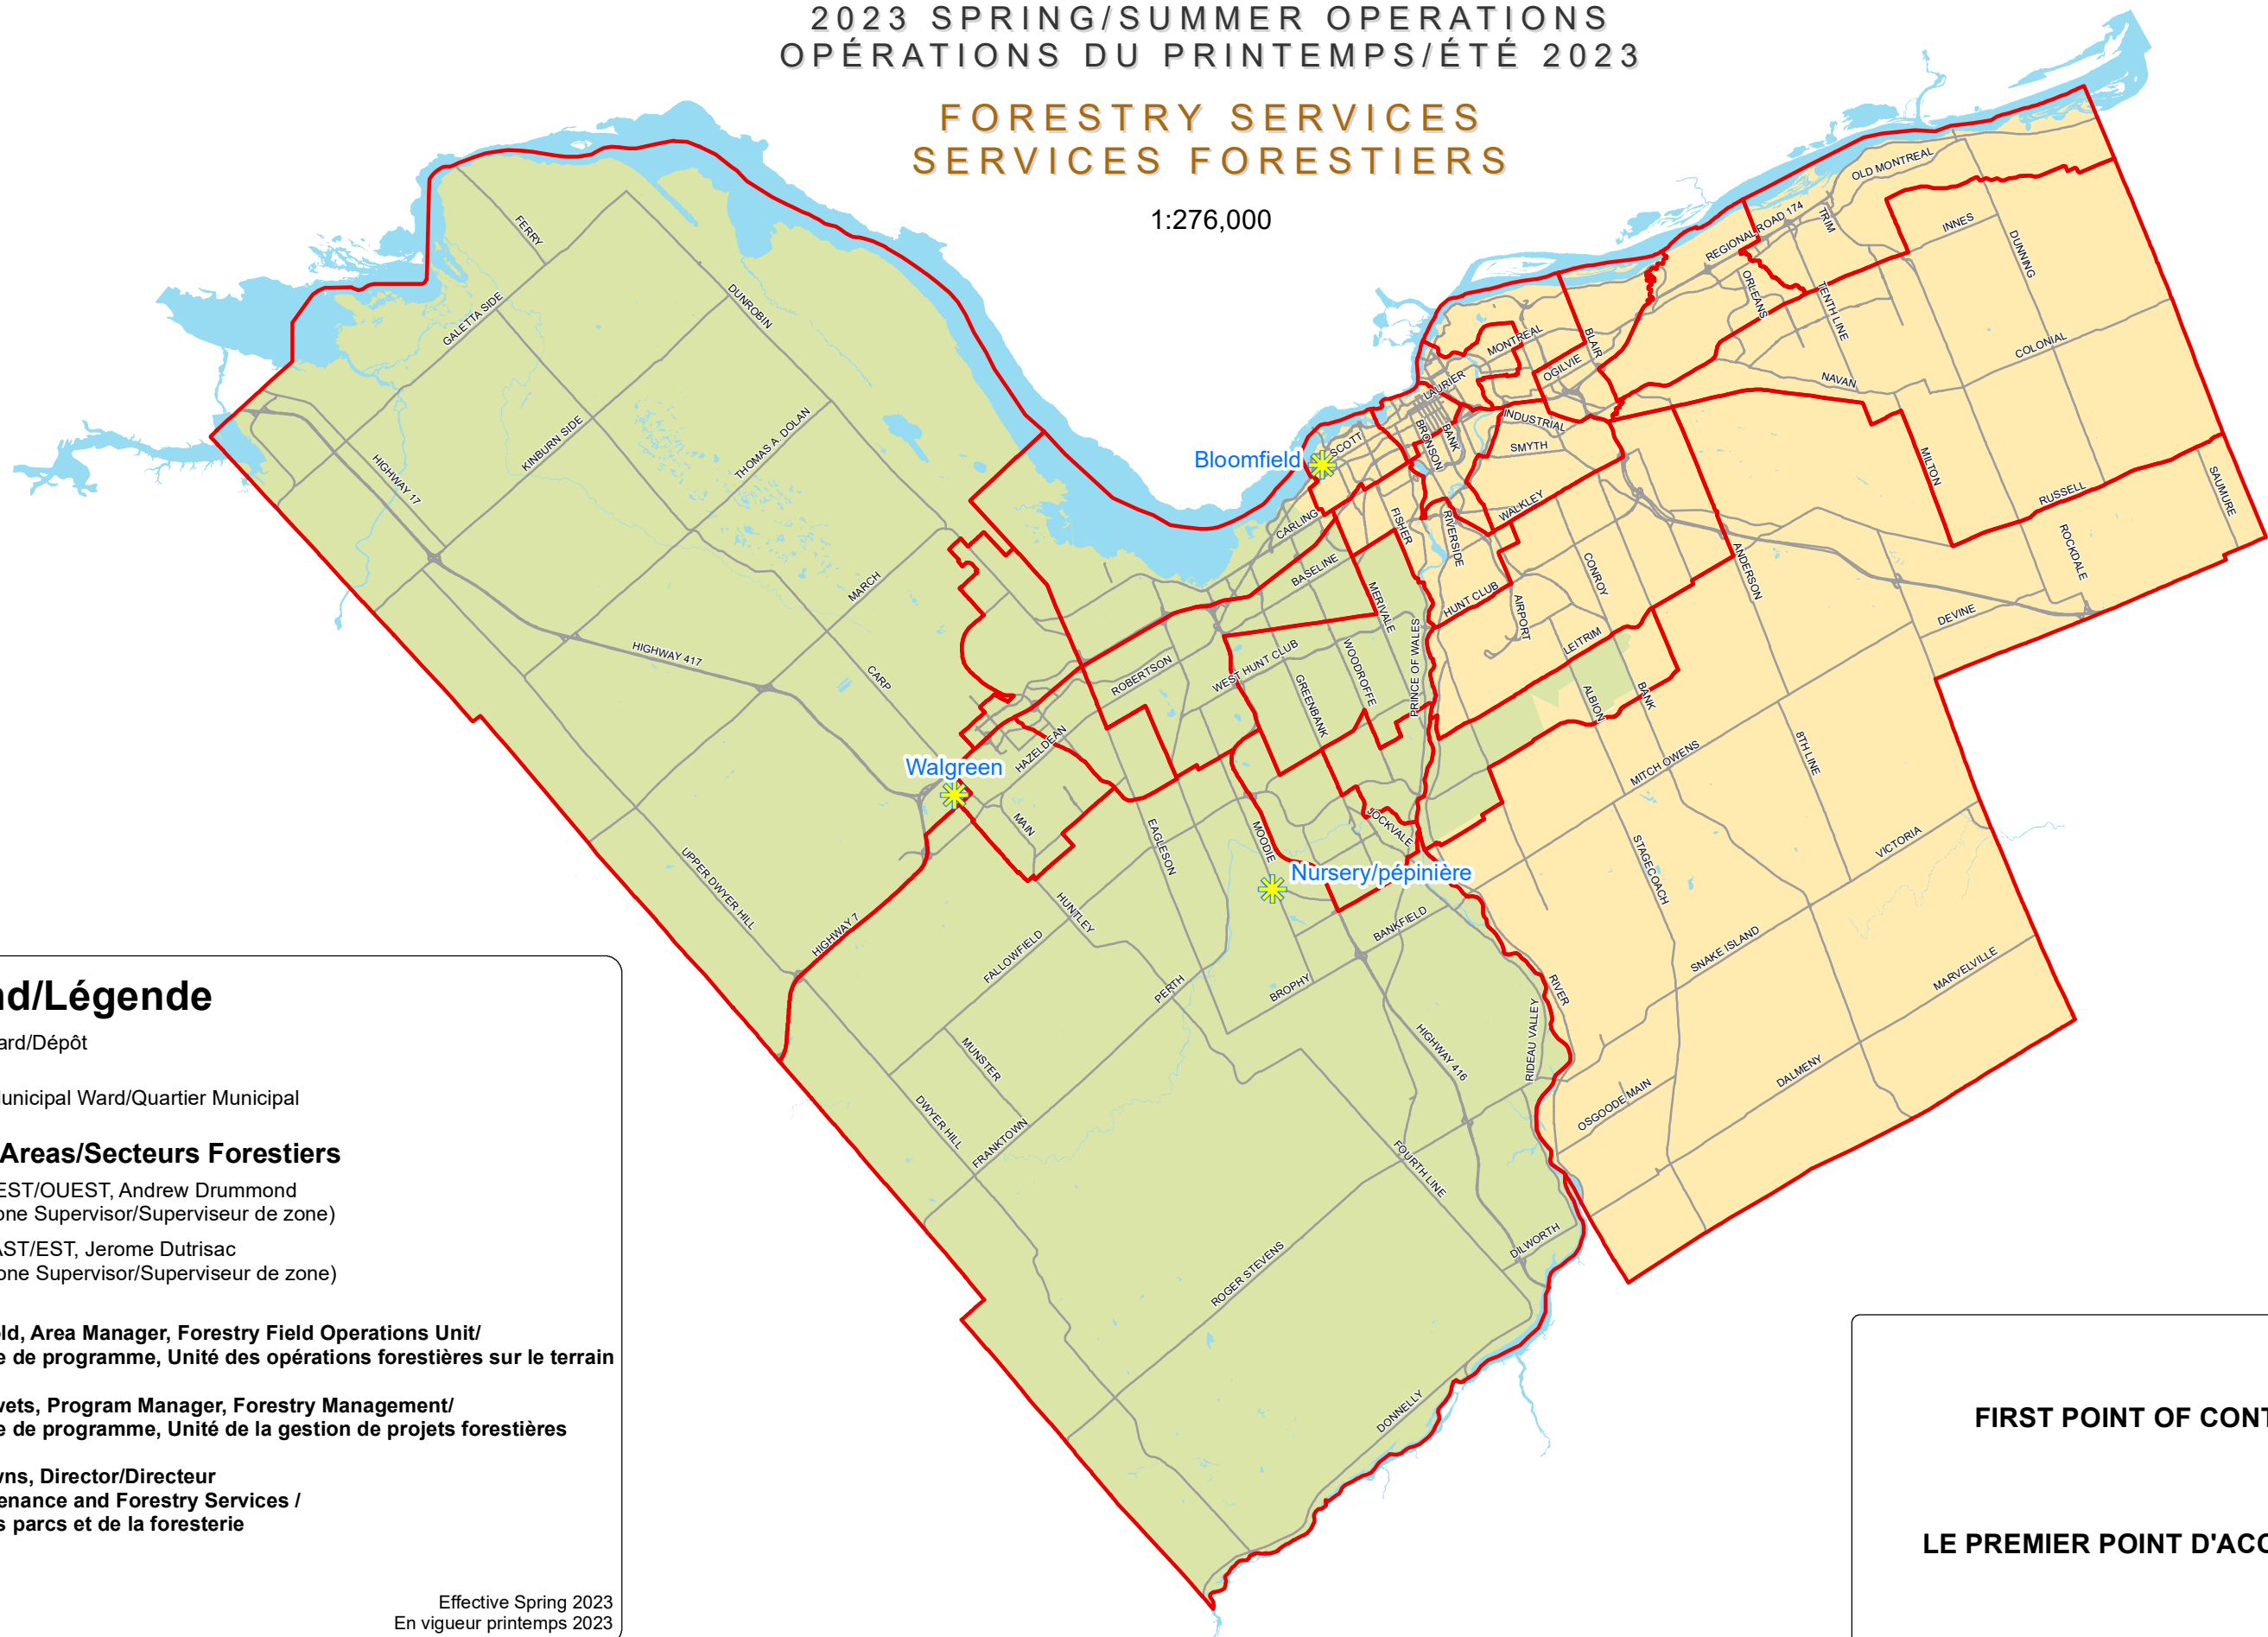 2023 SPRING/SUMMER OPERATIONS
OPÉRATIONS DU PRINTEMPS/ÉTÉ 2023
FORESTRY SERVICES
SERVICES FORESTIERS
1:276,000
OLD MONTREAL
FERRY
REGIONAL ROAD 174
TRIM
INNES
DUNNING
GALETTA SIDE
DUNROBIN
ORLEANS
TENTH LINE
MONTREAL
BLAIR
COLONIAL
OGILVIE
LAURIER
NAVAN
KINBURN SIDE
THOMAS A. DOLAN
INDUSTRIAL
BRONSON
BANK
SCOTT
SMYTH
Bloomfield
HIGHWAY 17
MILTON
RUSSELL
SAUMURE
WALKLEY
CARLING
FISHER
RIVERSIDE
ROCKDALE
BASELINE
ANDERSON
CONROY
MARCH
MERIVALE
HUNT CLUB
AIRPORT
DEVINE
HIGHWAY 417
PRINCE OF WALES
LEITRIM
CARP
ROBERTSON
WEST HUNT CLUB
WOODROFFE
GREENBANK
ALBION
BANK
HAZELDEAN
MITCH OWENS
8TH LINE
Walgreen
MAIN
EAGLESON
MOODIE
JOCKVALE
VICTORIA
Nursery/pépinière
STAGECOACH
UPPER DWYER HILL
HUNTLEY
HIGHWAY 7
FALLOWFIELD
BANKFIELD
SNAKE ISLAND
PERTH
BROPHY
RIVER
MARVELVILLE
RIDEAU VALLEY
HIGHWAY 416
MUNSTER
DALMENY
OSGOODE MAIN
DWYER HILL
FRANKTOWN
FOURTH LINE
DILWORTH
ROGER STEVENS
DONNELLY
nd/Légende
ard/Dépôt
unicipal Ward/Quartier Municipal
Areas/Secteurs Forestiers
EST/OUEST, Andrew Drummond
one Supervisor/Superviseur de zone)
AST/EST, Jerome Dutrisac
one Supervisor/Superviseur de zone)
ld, Area Manager, Forestry Field Operations Unit/
e de programme, Unité des opérations forestières sur le terrain
vets, Program Manager, Forestry Management/
e de programme, Unité de la gestion de projets forestières
wns, Director/Directeur
enance and Forestry Services /
s parcs et de la foresterie
Effective Spring 2023
En vigueur printemps 2023
FIRST POINT OF CONT
LE PREMIER POINT D'ACC